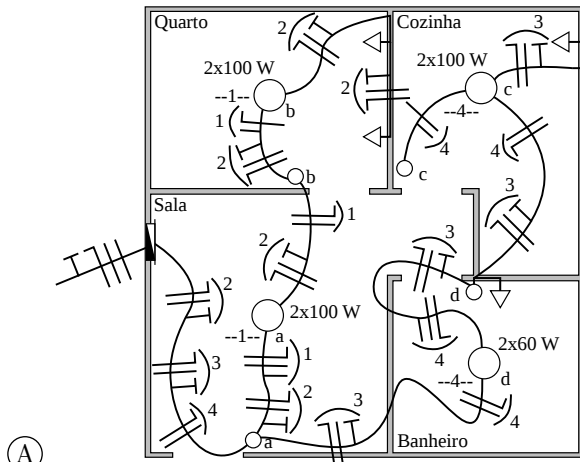 Quarto
Cozinha
2
3
2x100 W
2x100 W
--1--
b
2
c
1
--4--
2
4
4
b
c
Sala
3
1
2
3
2
d
2x100 W
--1--
a
2x60 W
4
3
1
--4--
d
4
2
3
4
a
Banheiro
A